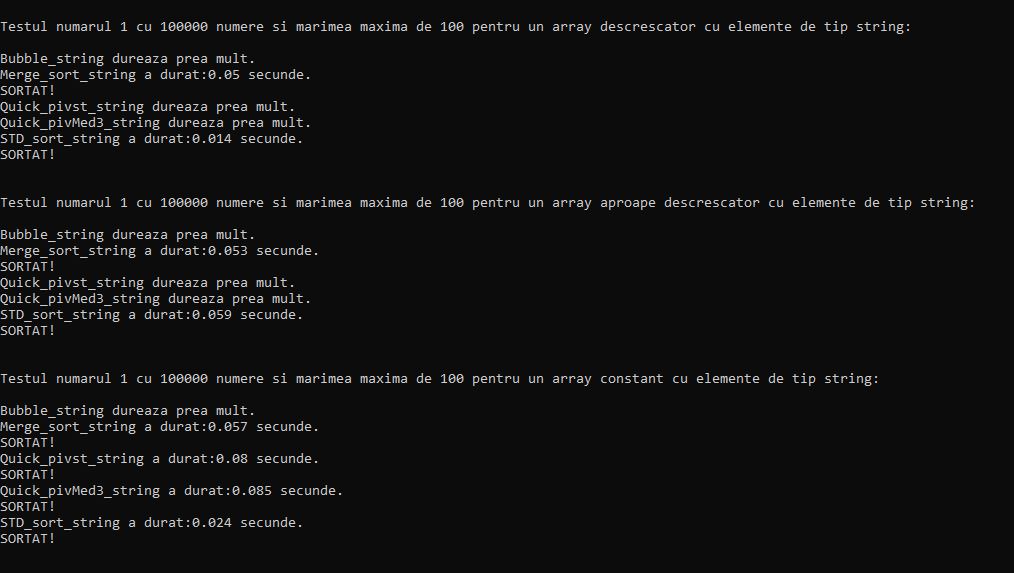 Testul numarul 1 cu 100000 numere si marimea maxima de 100 pentru un array descrescator cu elemente de tip string:
Bubble_string dureaza prea mult.
Merge_sort_string a durat:0.05 secunde.
SORTAT!
Quick_pivst_string dureaza prea mult.
Quick_pivMed3_string dureaza prea mult.
STD_sort_string a durat:0.014 secunde.
SORTAT!
Testul numarul 1 cu 100000 numere si marimea maxima de 100 pentru un array aproape descrescator cu elemente de tip string:
Bubble_string dureaza prea mult.
Merge_sort_string a durat:0.053 secunde.
SORTAT!
Quick_pivst_string dureaza prea mult.
Quick_pivMed3_string dureaza prea mult.
STD_sort_string a durat:0.059 secunde.
SORTAT!
Testul numarul 1 cu 100000 numere si marimea maxima de 100 pentru un array constant cu elemente de tip string:
Bubble_string dureaza prea mult.
Merge_sort_string a durat:0.057 secunde.
SORTAT!
Quick_pivst_string a durat:0.08 secunde.
SORTAT!
Quick_pivMed3_string a durat:0.085 secunde.
SORTAT!
STD_sort_string a durat:0.024 secunde.
SORTAT!